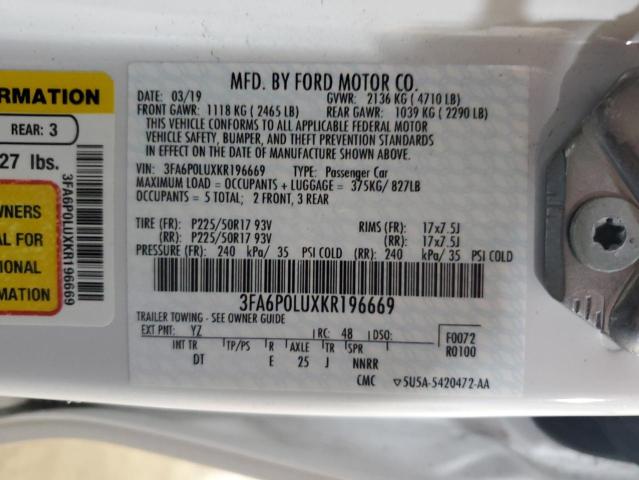 ORMATION
REAR: 3
27 lbs.
WNERS
AL FOR
IONAL
MATION
3FA6P0LUXKR196669
MFD. BY FORD MOTOR CO.
DATE: 03/19 GVWR: 2136 KG ( 4710 LB)
FRONT GAWR: 1118 KG ( 2465 LB) REAR GAWR: 1039 KG ( 2290 LB)
THIS VEHICLE CONFORMS TO ALL APPLICABLE FEDERAL MOTOR
VEHICLE SAFETY, BUMPER, AND THEFT PREVENTION STANDARDS
IN EFFECT ON THE DATE OF MANUFACTURE SHOWN ABOVE.
VIN: 3FA6P0LUXKR196669 TYPE: Passenger Car
MAXIMUM LOAD = OCCUPANTS + LUGGAGE = 375KG/ 827LB
OCCUPANTS = 5 TOTAL; 2 FRONT, 3 REAR
TIRE (FR): P225/50R17 93V RIMS (FR): 17x7.5J
(RR): P225/50R17 93V (RR): 17x7.5J
PRESSURE (FR): 240 kPa/ 35 PSI COLD (RR): 240 kPa/ 35 PSI COLD
3FA6P0LUXKR196669
TRAILER TOWING - SEE OWNER GUIDE
EXT PNT: YZ RC: 48 DSO: F0072
INT TR TP/PS R AXLE TR SPR R0100
DT E 25 J NNRR
CMC ▽5U5A-5420472-AA